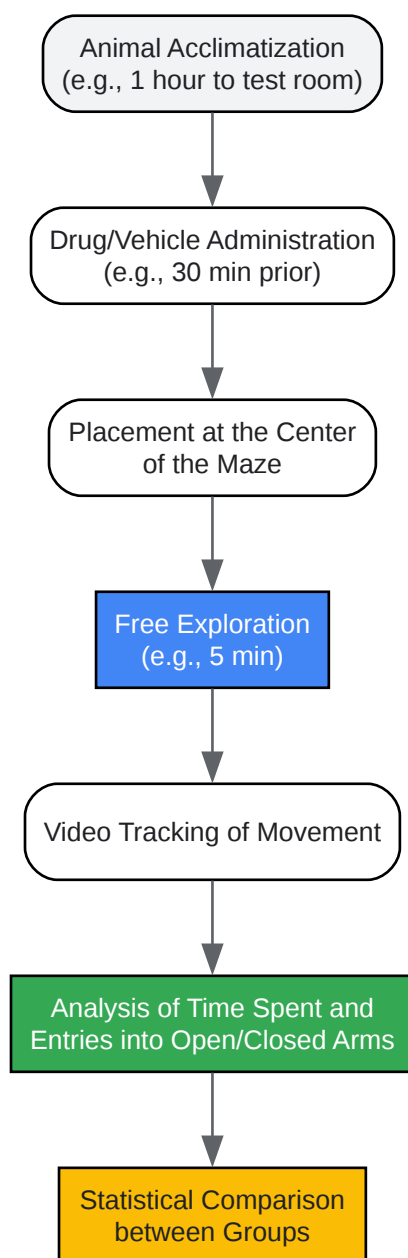 Animal Acclimatization
(e.g., 1 hour to test room)
Drug/Vehicle Administration
(e.g., 30 min prior)
Placement at the Center
of the Maze
Free Exploration
(e.g., 5 min)
Video Tracking of Movement
Analysis of Time Spent and
Entries into Open/Closed Arms
Statistical Comparison
between Groups